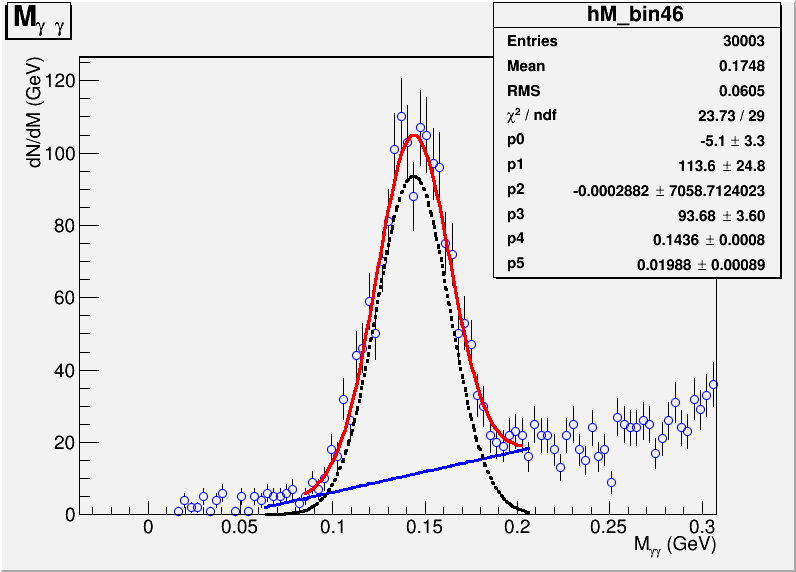 Mγ γ
hM_bin46
Entries 30003
Mean 0.1748
RMS 0.0605
χ² / ndf 23.73 / 29
p0 -5.1 ± 3.3
p1 113.6 ± 24.8
p2 -0.0002882 ± 7058.7124023
p3 93.68 ± 3.60
p4 0.1436 ± 0.0008
p5 0.01988 ± 0.00089
dN/dM (GeV)
120
100
80
60
40
20
0
0 0.05 0.1 0.15 0.2 0.25 0.3
Mγγ (GeV)